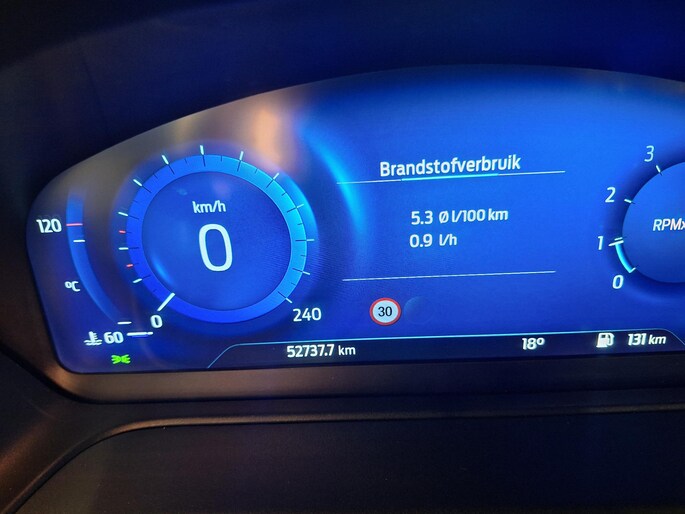 Brandstofverbruik
5.3 Ø l/100 km
0.9 l/h
km/h
0
0
240
120
°C
60
30
3
2
1
0
RPMx
52737.7 km
18°
131 km